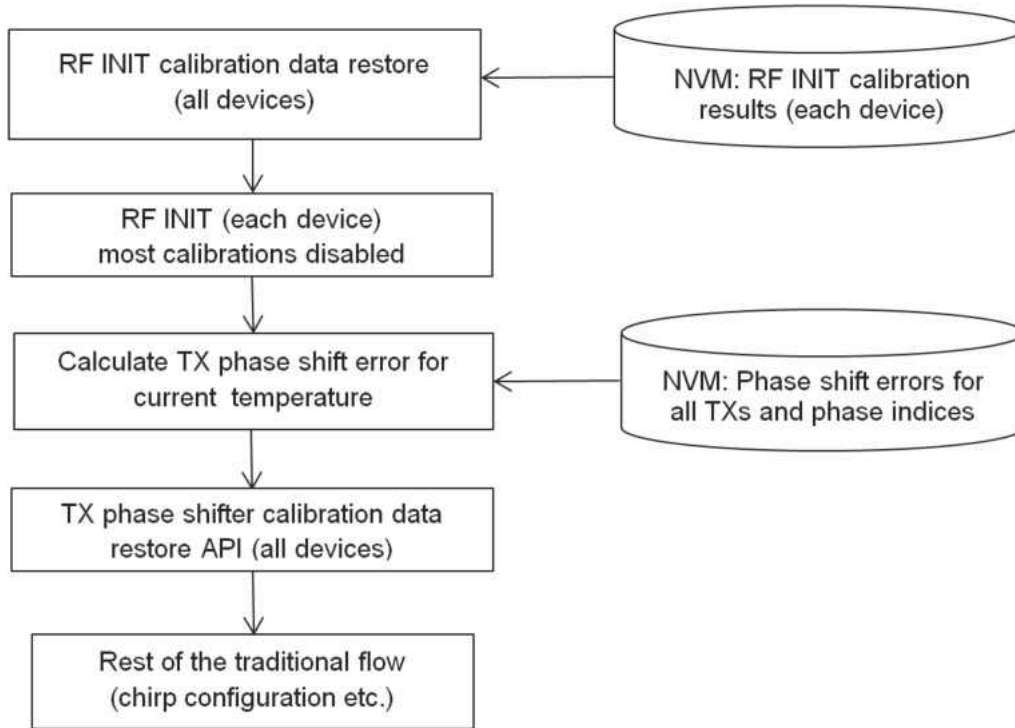 RF INIT calibration data restore
(all devices)
NVM: RF INIT calibration
results (each device)
RF INIT (each device)
most calibrations disabled
Calculate TX phase shift error for
current temperature
NVM: Phase shift errors for
all TXs and phase indices
TX phase shifter calibration data
restore API (all devices)
Rest of the traditional flow
(chirp configuration etc.)